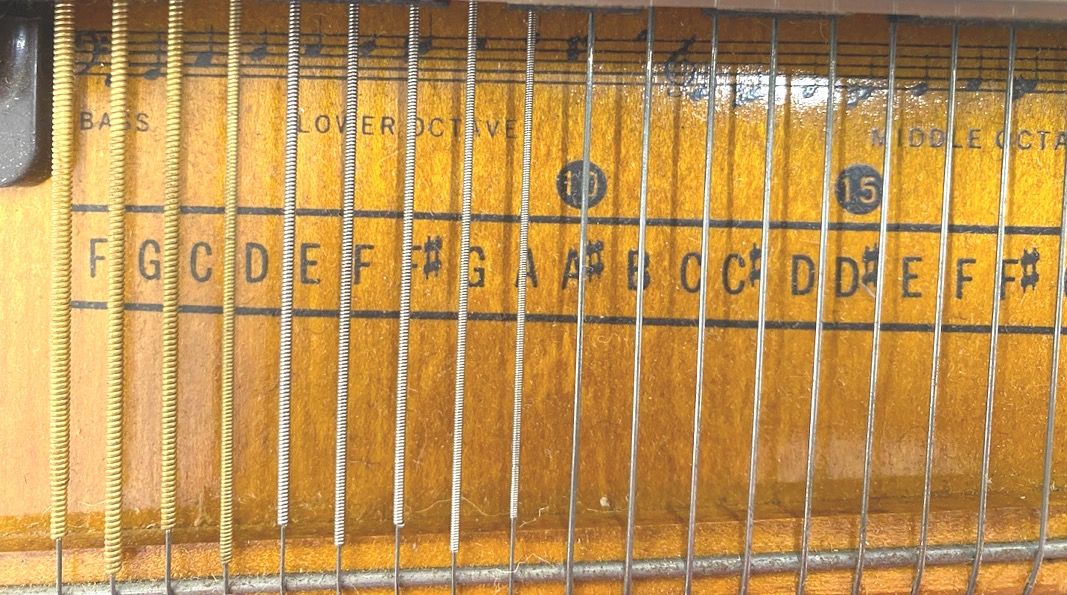 BASS LOWER OCTAVE MIDDLE OCTA
10 15
F G C D E F F# G A A# B C C# D D# E F F#